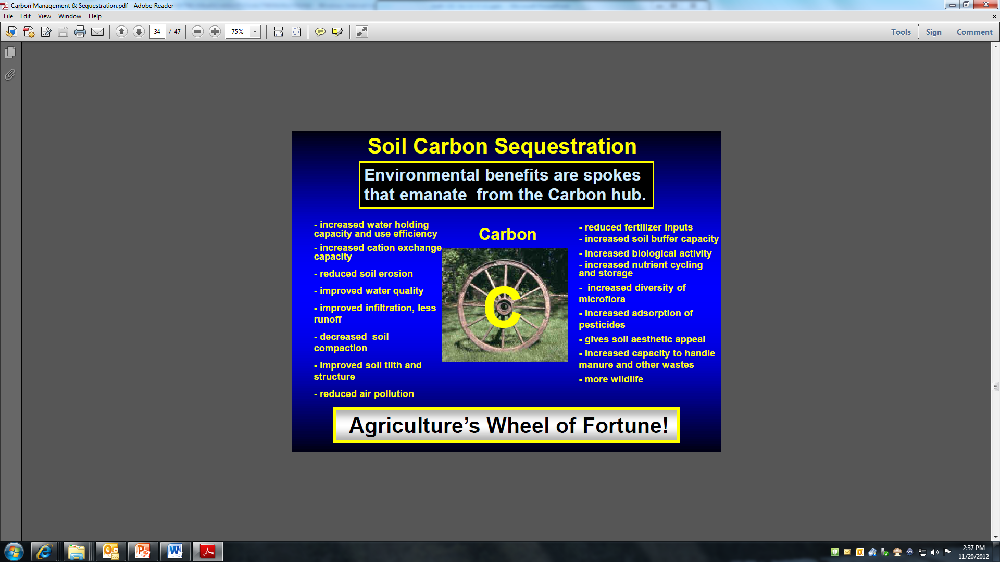 Carbon Management & Sequestration.pdf - Adobe Reader
File Edit View Window Help
34 / 47 75% Tools Sign Comment
Soil Carbon Sequestration
Environmental benefits are spokes
that emanate from the Carbon hub.
- increased water holding
capacity and use efficiency
- increased cation exchange
capacity
- reduced soil erosion
- improved water quality
- improved infiltration, less
runoff
- decreased soil
compaction
- improved soil tilth and
structure
- reduced air pollution
Carbon
C
- reduced fertilizer inputs
- increased soil buffer capacity
- increased biological activity
- increased nutrient cycling
and storage
- increased diversity of
microflora
- increased adsorption of
pesticides
- gives soil aesthetic appeal
- increased capacity to handle
manure and other wastes
- more wildlife
Agriculture’s Wheel of Fortune!
2:37 PM
11/20/2012